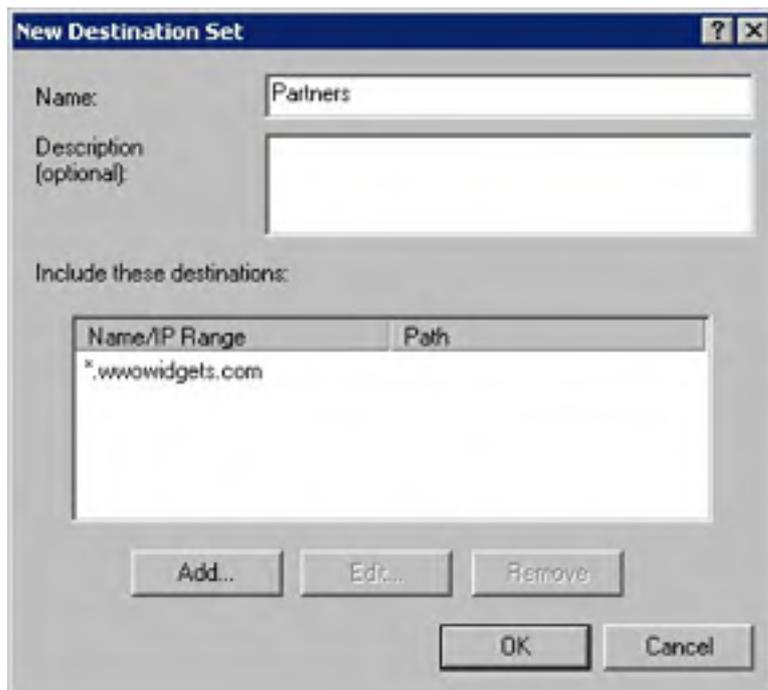 New Destination Set
Name:
Partners
Description
(optional):
Include these destinations:
Name/IP Range Path
*.wwowidgets.com
Add... Edit... Remove
OK Cancel